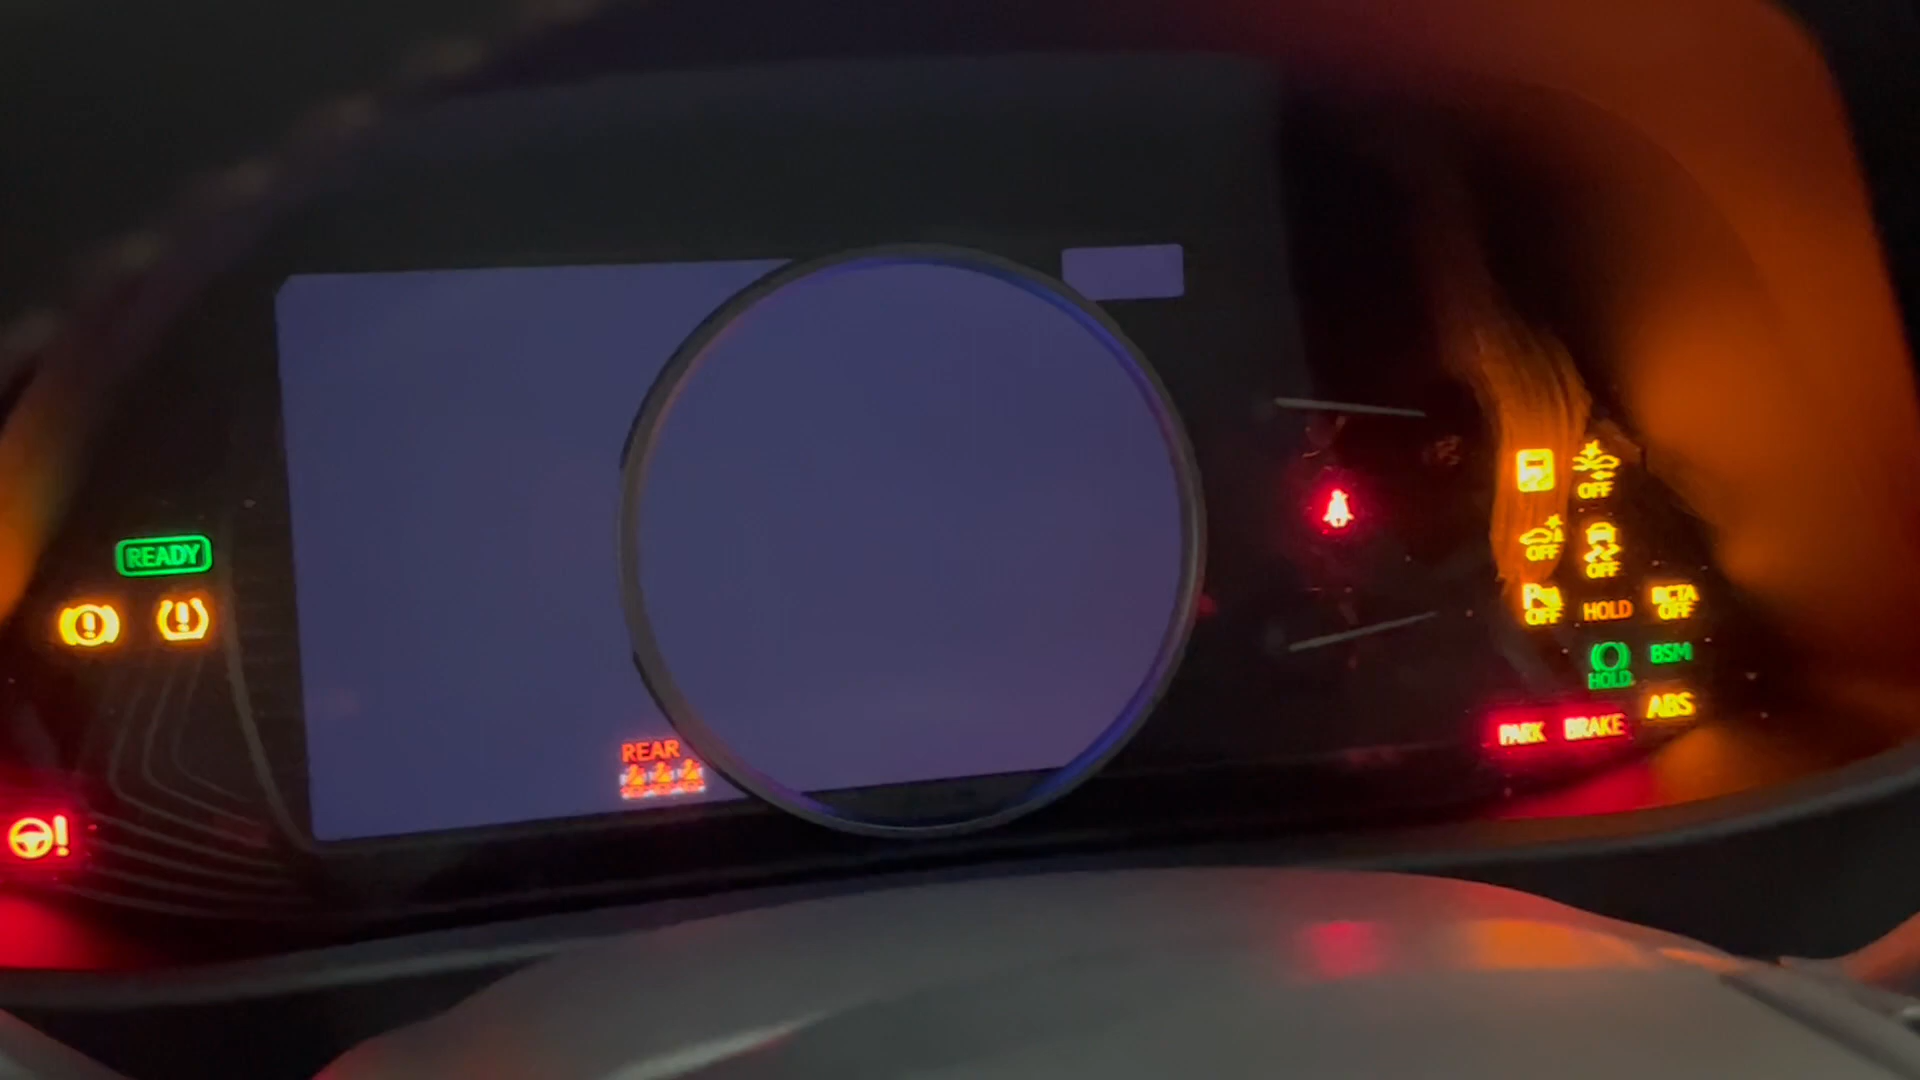 READY
OFF
OFF
OFF
OFF
HOLD
RCTA
OFF
HOLD
BSM
ABS
PARK
BRAKE
REAR